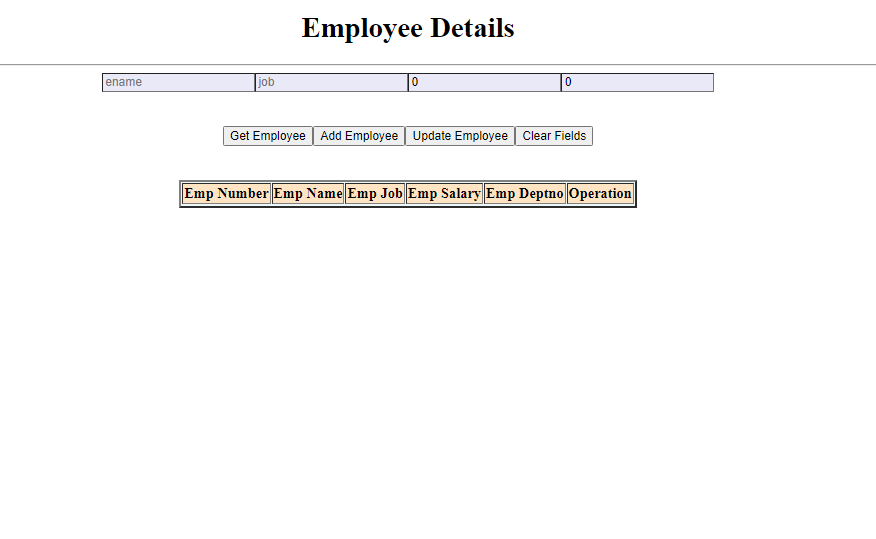 Employee Details
ename job 0 0
Get Employee Add Employee Update Employee Clear Fields
Emp Number Emp Name Emp Job Emp Salary Emp Deptno Operation